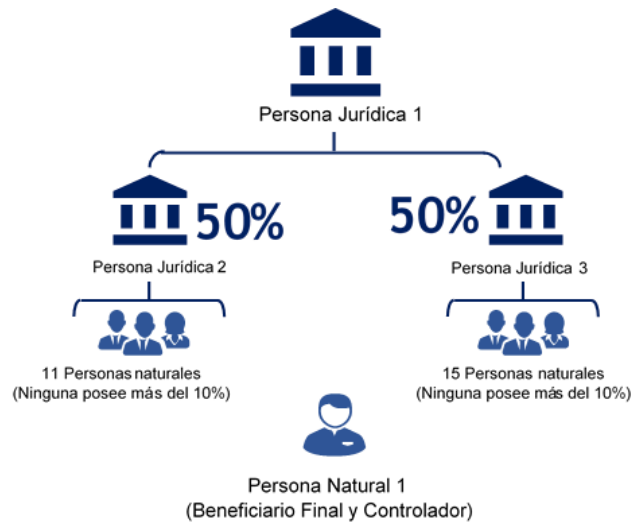 Persona Jurídica 1
50%
50%
Persona Jurídica 2
Persona Jurídica 3
11 Personas naturales
(Ninguna posee más del 10%)
15 Personas naturales
(Ninguna posee más del 10%)
Persona Natural 1
(Beneficiario Final y Controlador)